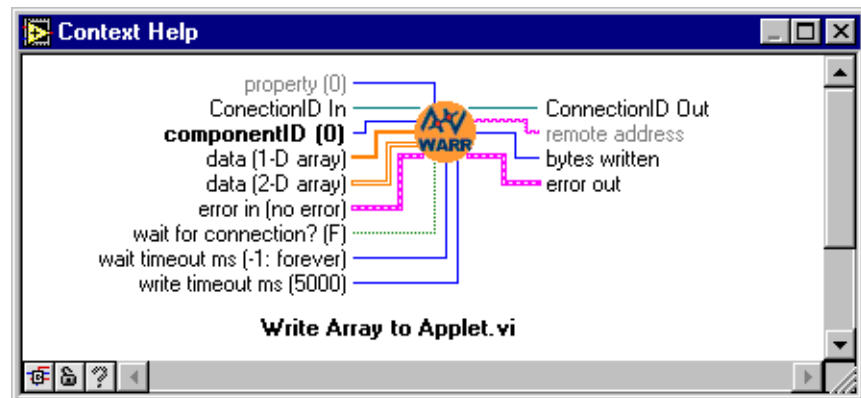 Context Help
property (0)
ConectionID In
componentID (0)
data (1-D array)
data (2-D array)
error in (no error)
wait for connection? (F)
wait timeout ms (-1: forever)
write timeout ms (5000)
WARR
ConnectionID Out
remote address
bytes written
error out
Write Array to Applet.vi
?